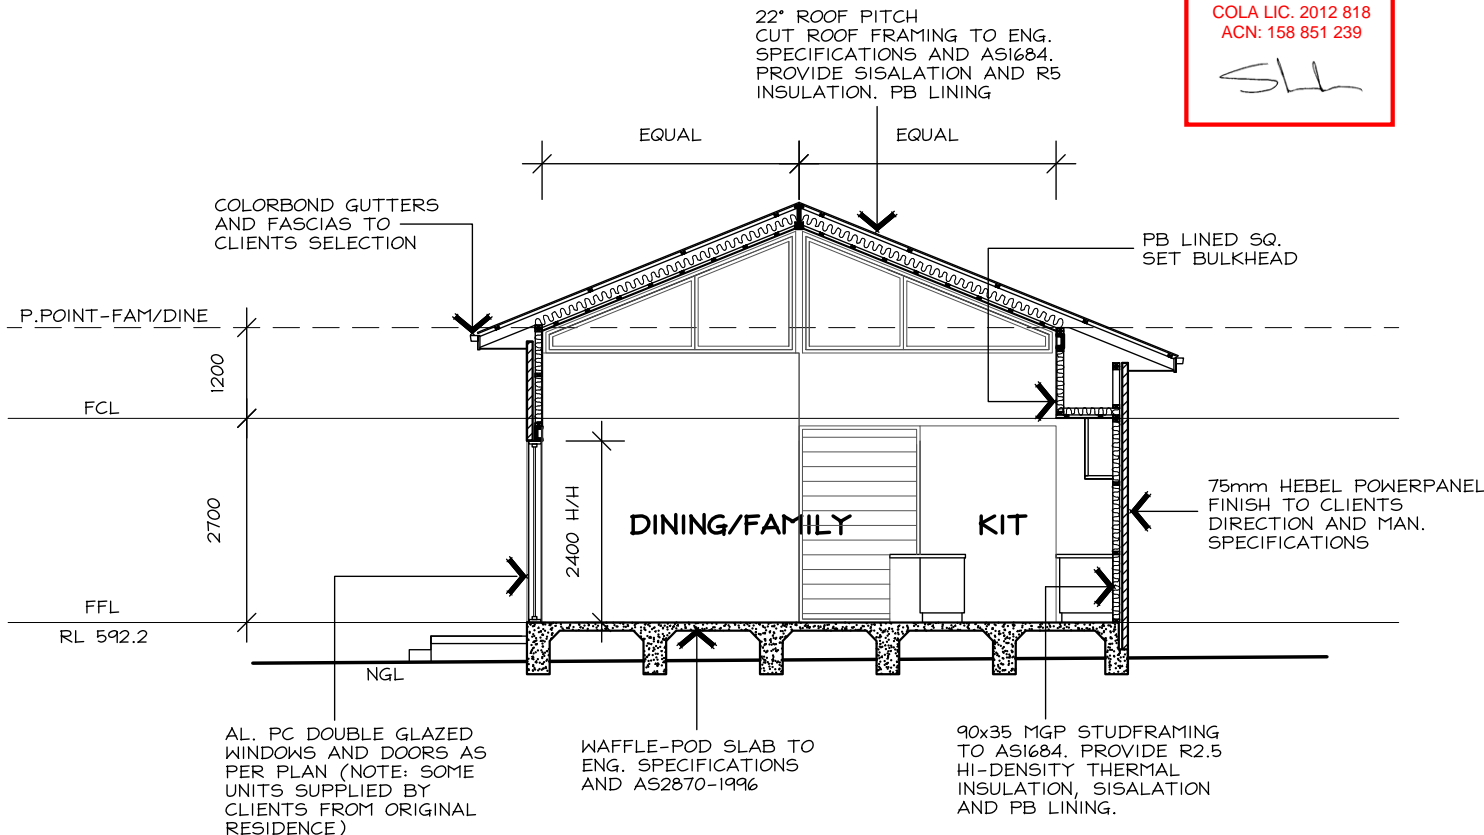 22° ROOF PITCH
CUT ROOF FRAMING TO ENG.
SPECIFICATIONS AND AS1684.
PROVIDE SISALATION AND R5
INSULATION. PB LINING
COLA LIC. 2012 818
ACN: 158 851 239
EQUAL
EQUAL
COLORBOND GUTTERS
AND FASCIAS TO
CLIENTS SELECTION
PB LINED SQ.
SET BULKHEAD
P.POINT-FAM/DINE
1200
FCL
2700
2400 H/H
DINING/FAMILY
KIT
75mm HEBEL POWERPANEL
FINISH TO CLIENTS
DIRECTION AND MAN.
SPECIFICATIONS
FFL
RL 592.2
NGL
AL. PC DOUBLE GLAZED
WINDOWS AND DOORS AS
PER PLAN (NOTE: SOME
UNITS SUPPLIED BY
CLIENTS FROM ORIGINAL
RESIDENCE)
WAFFLE-POD SLAB TO
ENG. SPECIFICATIONS
AND AS2870-1996
90x35 MGP STUDFRAMING
TO AS1684. PROVIDE R2.5
HI-DENSITY THERMAL
INSULATION, SISALATION
AND PB LINING.